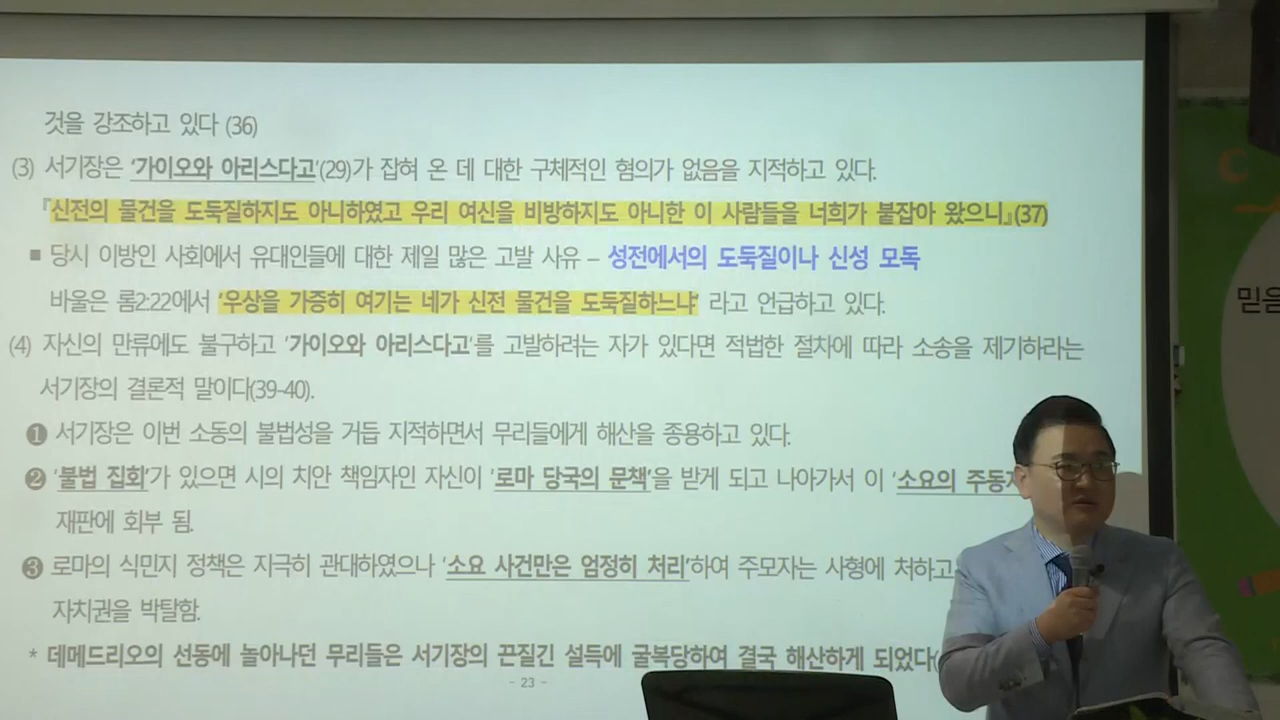 것을 강조하고 있다 (36)
(3) 서기장은 '가이오와 아리스다고'(29)가 잡혀 온 데 대한 구체적인 혐의가 없음을 지적하고 있다.
『신전의 물건을 도둑질하지도 아니하였고 우리 여신을 비방하지도 아니한 이 사람들을 너희가 붙잡아 왔으니』(37)
■ 당시 이방인 사회에서 유대인들에 대한 제일 많은 고발 사유 – 성전에서의 도둑질이나 신성 모독
바울은 롬2:22에서 '우상을 가증히 여기는 네가 신전 물건을 도둑질하느냐' 라고 언급하고 있다.
(4) 자신의 만류에도 불구하고 '가이오와 아리스다고'를 고발하려는 자가 있다면 적법한 절차에 따라 소송을 제기하라는
서기장의 결론적 말이다(39-40).
❶ 서기장은 이번 소동의 불법성을 거듭 지적하면서 무리들에게 해산을 종용하고 있다.
❷ '불법 집회'가 있으면 시의 치안 책임자인 자신이 '로마 당국의 문책'을 받게 되고 나아가서 이 '소요의
재판에 회부 됨.
❸ 로마의 식민지 정책은 지극히 관대하였으나 '소요 사건만은 엄정히 처리'하여 주모자는 사형에 처하고
자치권을 박탈함.
* 데메드리오의 선동에 놀아나던 무리들은 서기장의 끈질긴 설득에 굴복당하여 결국 해산하게 되었다(
- 23 -
C
믿음